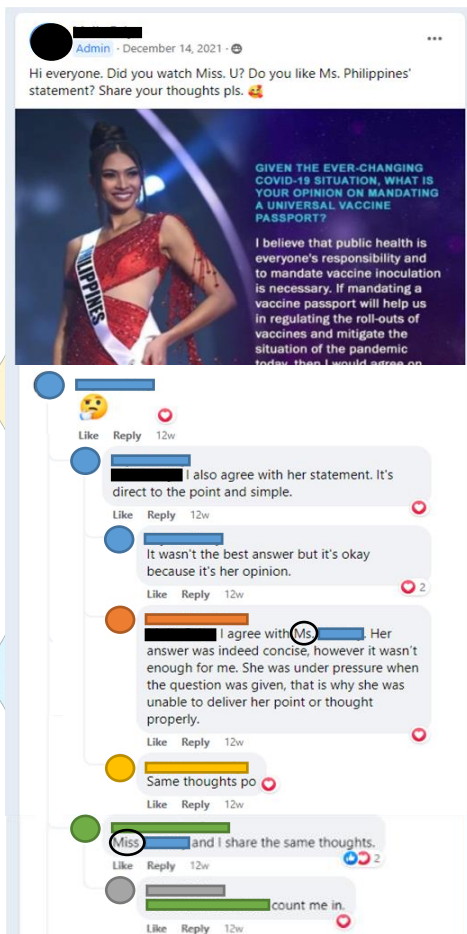 Admin · December 14, 2021 ·
Hi everyone. Did you watch Miss. U? Do you like Ms. Philippines'
statement? Share your thoughts pls.
GIVEN THE EVER-CHANGING
COVID-19 SITUATION, WHAT IS
YOUR OPINION ON MANDATING
A UNIVERSAL VACCINE
PASSPORT?
I believe that public health is
everyone's responsibility and
to mandate vaccine inoculation
is necessary. If mandating a
vaccine passport will help us
in regulating the roll-outs of
vaccines and mitigate the
situation of the pandemic
today, then I would agree on
PHILIPPINES
Like Reply 12w
I also agree with her statement. It's
direct to the point and simple.
Like Reply 12w
It wasn't the best answer but it's okay
because it's her opinion.
2
Like Reply 12w
I agree with Ms. . Her
answer was indeed concise, however it wasn't
enough for me. She was under pressure when
the question was given, that is why she was
unable to deliver her point or thought
properly.
Like Reply 12w
Same thoughts po
Like Reply 12w
Miss and I share the same thoughts.
2
Like Reply 12w
count me in.
Like Reply 12w